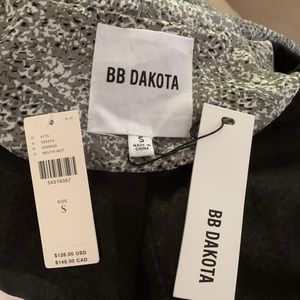 BB DAKOTA
S
MADE IN
CHINA
54516067
SIZE
S
$128.00 USD
$148.00 CAD
BB DAKOTA